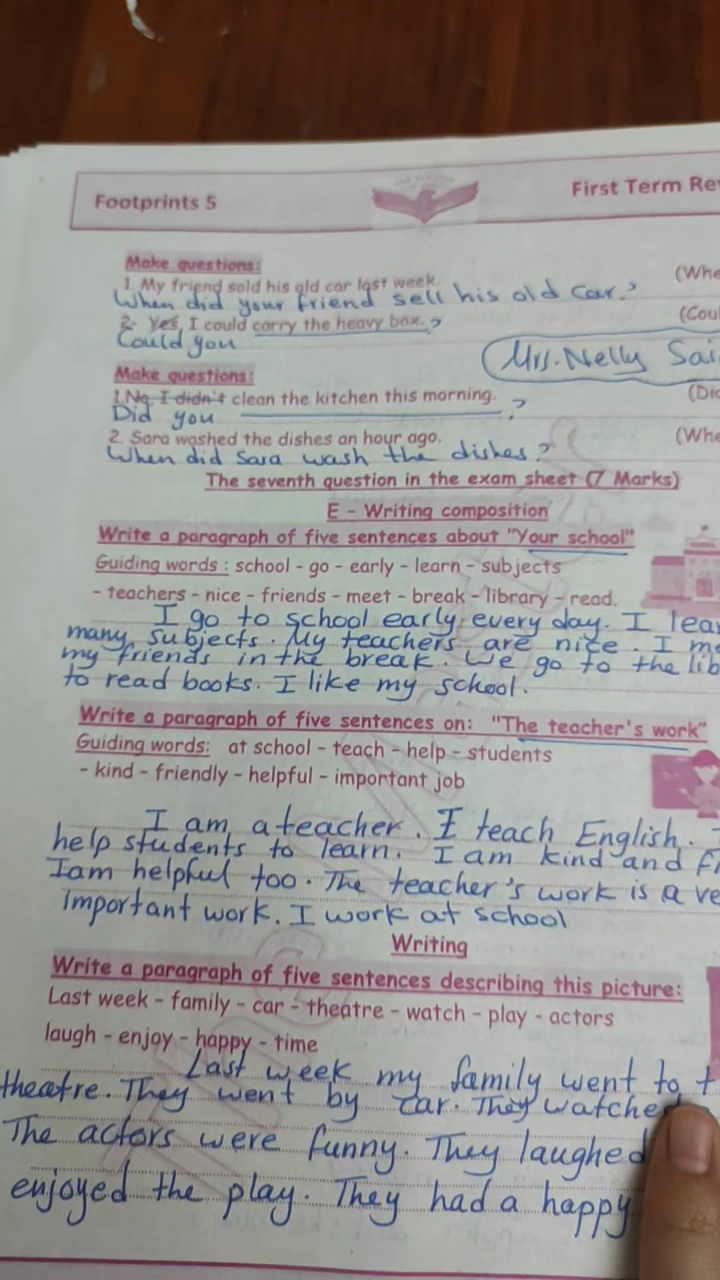 Footprints 5
First Term Re
Make questions:
1. My friend sold his old car last week. (Whe
When did your friend sell his old car?
2- Yes, I could carry the heavy box.? (Coul
Could you
Mrs. Nelly Sai
Make questions:
1. No, I didn't clean the kitchen this morning. (Did
Did you ?
2. Sara washed the dishes an hour ago. (Whe
When did Sara wash the dishes?
The seventh question in the exam sheet (7 Marks)
E - Writing composition
Write a paragraph of five sentences about "Your school"
Guiding words : school - go - early - learn - subjects
- teachers - nice - friends - meet - break - library - read.
I go to school early every day. I lear
many subjects. My teachers are nice. I me
my friends in the break. We go to the lib
to read books. I like my school.
Write a paragraph of five sentences on: "The teacher's work"
Guiding words: at school - teach - help - students
- kind - friendly - helpful - important job
I am a teacher. I teach English. I
help students to learn. I am kind and Fr
I am helpful too. The teacher's work is a ve
important work. I work at school
Writing
Write a paragraph of five sentences describing this picture:
Last week - family - car - theatre - watch - play - actors
laugh - enjoy - happy - time
Last week my family went to t
theatre. They went by car. They watche
The actors were funny. They laughed
enjoyed the play. They had a happy